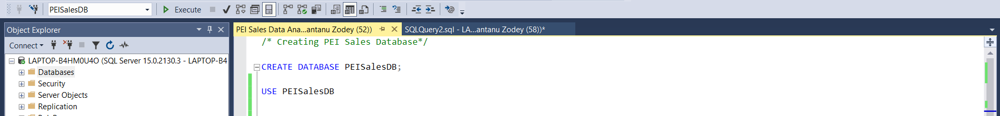 PEISalesDB
Execute
Object Explorer
PEI Sales Data Ana...antanu Zodey (52))
SQLQuery2.sql - LA...antanu Zodey (58))*
Connect
LAPTOP-B4HM0U4O (SQL Server 15.0.2130.3 - LAPTOP-B4
Databases
Security
Server Objects
Replication
/* Creating PEI Sales Database*/
CREATE DATABASE PEISalesDB;
USE PEISalesDB